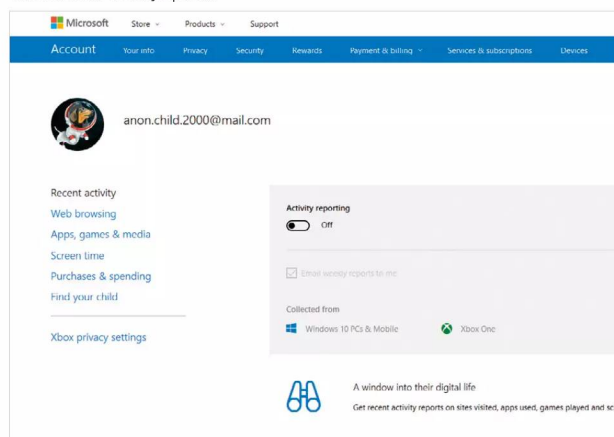 Microsoft Store Products Support
Account Your info Privacy Security Rewards Payment & billing Services & subscriptions Devices
anon.child.2000@mail.com
Recent activity
Web browsing
Apps, games & media
Screen time
Purchases & spending
Find your child
Xbox privacy settings
Activity reporting
Off
Email weekly reports to me
Collected from
Windows 10 PCs & Mobile Xbox One
A window into their digital life
Get recent activity reports on sites visited, apps used, games played and sc